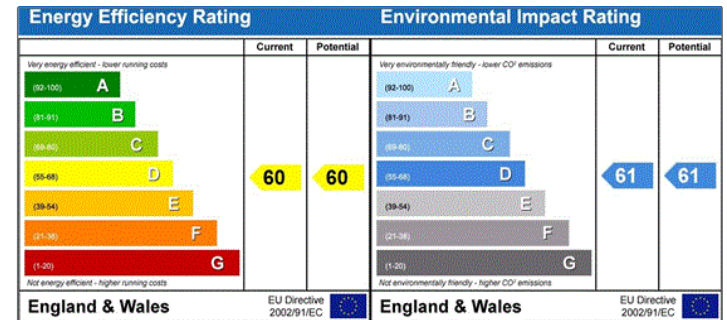 Energy Efficiency Rating
Current Potential
Very energy efficient - lower running costs
(92-100) A
(81-91) B
(69-80) C
(55-68) D
60 60
(39-54) E
(21-38) F
(1-20) G
Not energy efficient - higher running costs
England & Wales
EU Directive
2002/91/EC
Environmental Impact Rating
Current Potential
Very environmentally friendly - lower CO² emissions
(92-100) A
(81-91) B
(69-80) C
(55-68) D
61 61
(39-54) E
(21-38) F
(1-20) G
Not environmentally friendly - higher CO² emissions
England & Wales
EU Directive
2002/91/EC